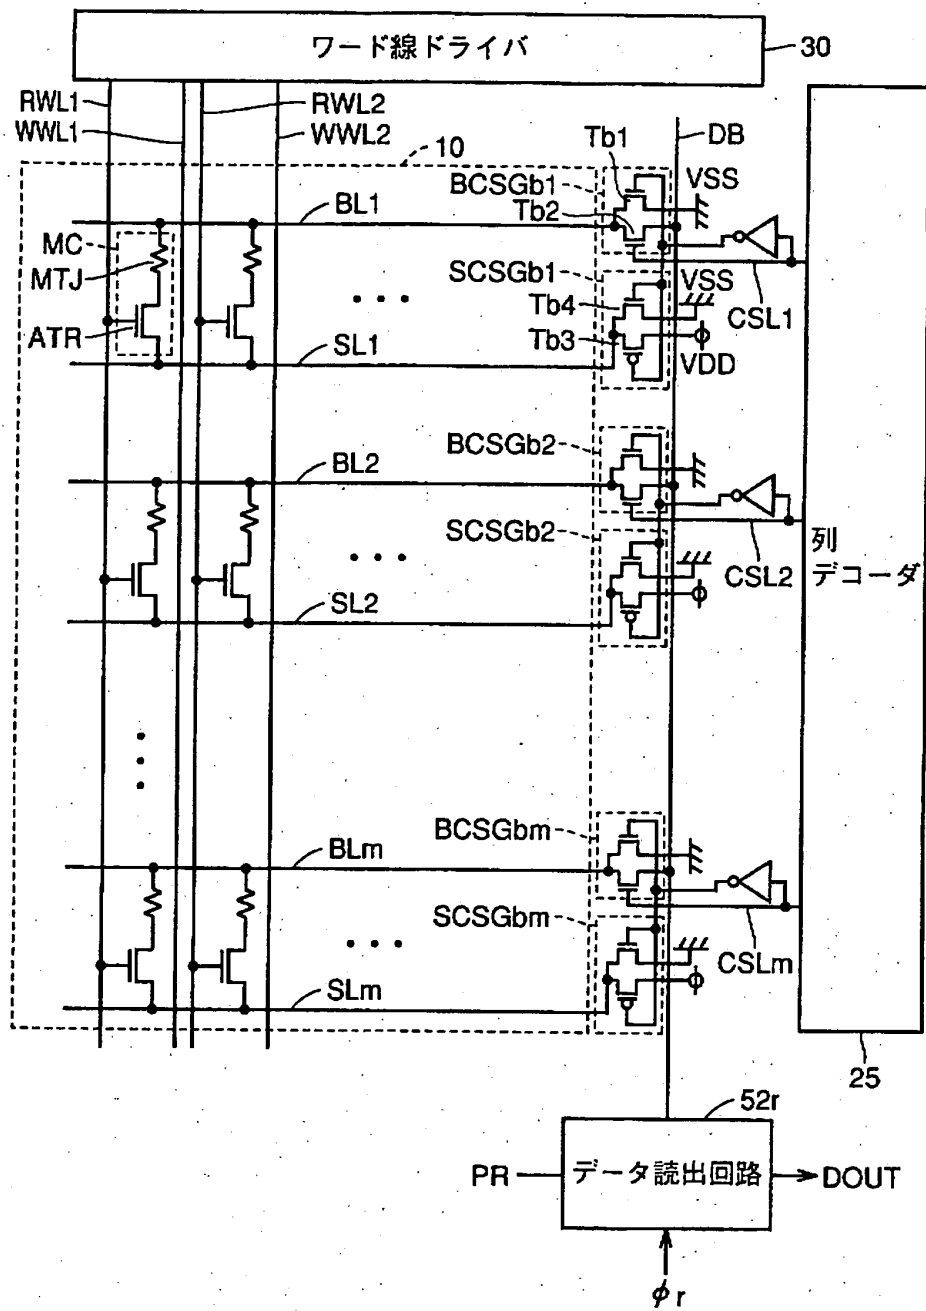 ワード線ドライバ
30
RWL1
RWL2
WWL1
WWL2
10
Tb1
DB
BCSGb1
VSS
BL1
Tb2
MC
MTJ
SCSGb1
VSS
Tb4
CSL1
ATR
SL1
Tb3
VDD
BCSGb2
BL2
SCSGb2
CSL2
列
デコーダ
SL2
BCSGbm
BLm
SCSGbm
CSLm
SLm
25
52r
PR
データ読出回路
DOUT
φr